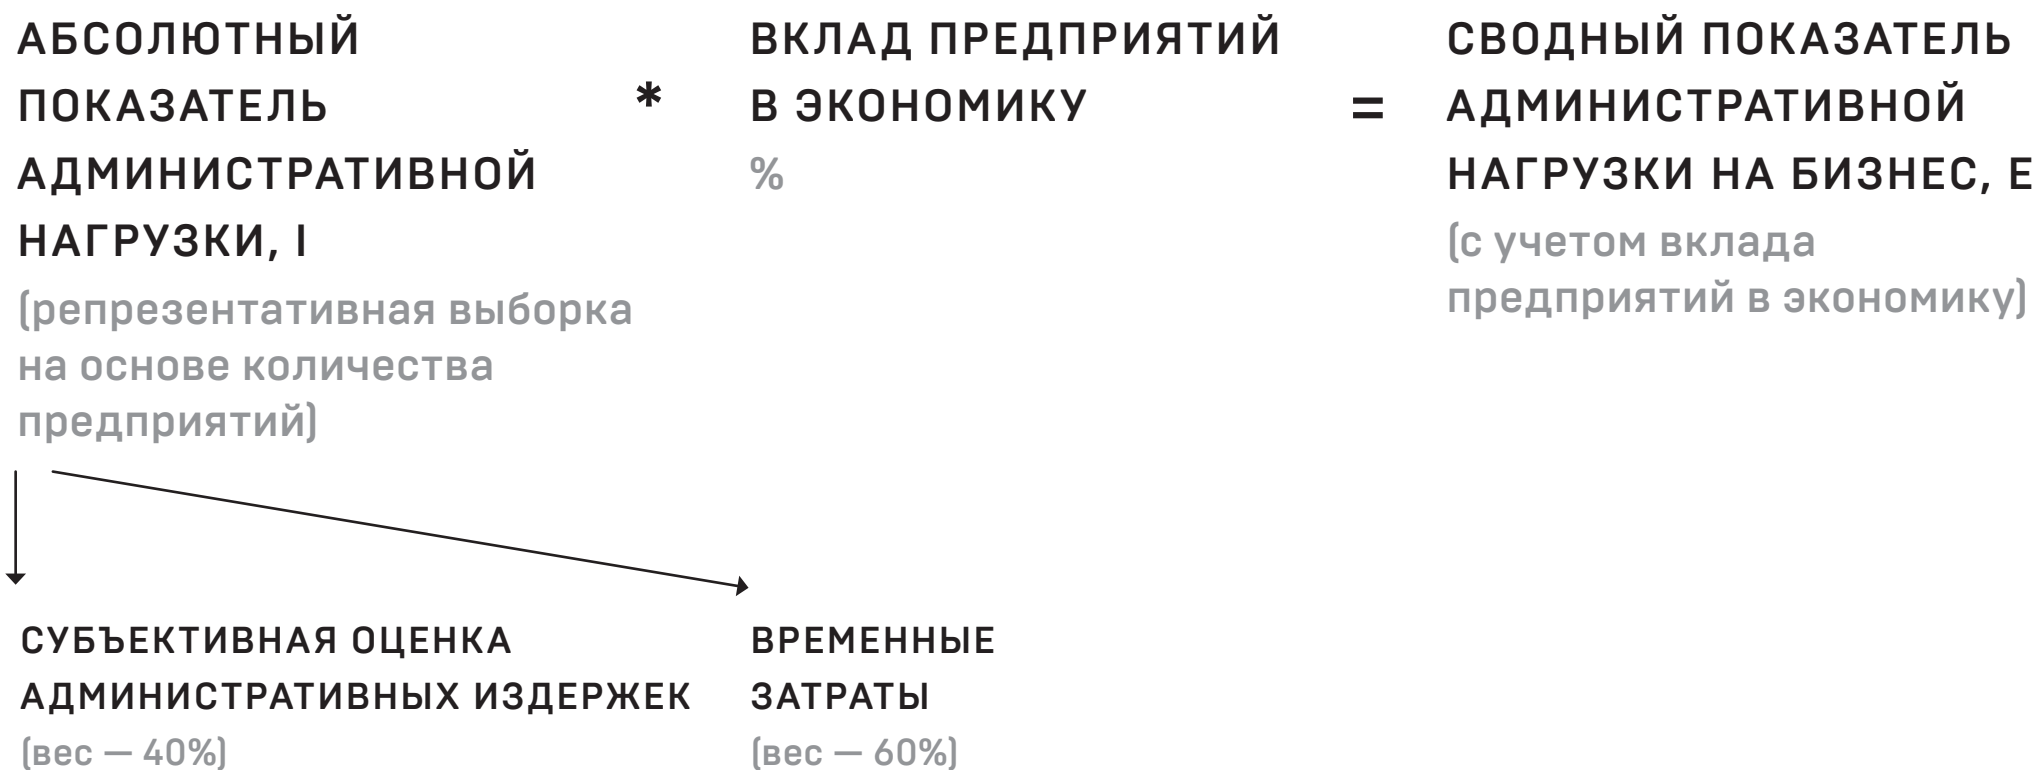 АБСОЛЮТНЫЙ
ПОКАЗАТЕЛЬ
АДМИНИСТРАТИВНОЙ
НАГРУЗКИ, I
(репрезентативная выборка
на основе количества
предприятий)
*
ВКЛАД ПРЕДПРИЯТИЙ
В ЭКОНОМИКУ
%
=
СВОДНЫЙ ПОКАЗАТЕЛЬ
АДМИНИСТРАТИВНОЙ
НАГРУЗКИ НА БИЗНЕС, E
(с учетом вклада
предприятий в экономику)
СУБЪЕКТИВНАЯ ОЦЕНКА
АДМИНИСТРАТИВНЫХ ИЗДЕРЖЕК
(вес — 40%)
ВРЕМЕННЫЕ
ЗАТРАТЫ
(вес — 60%)